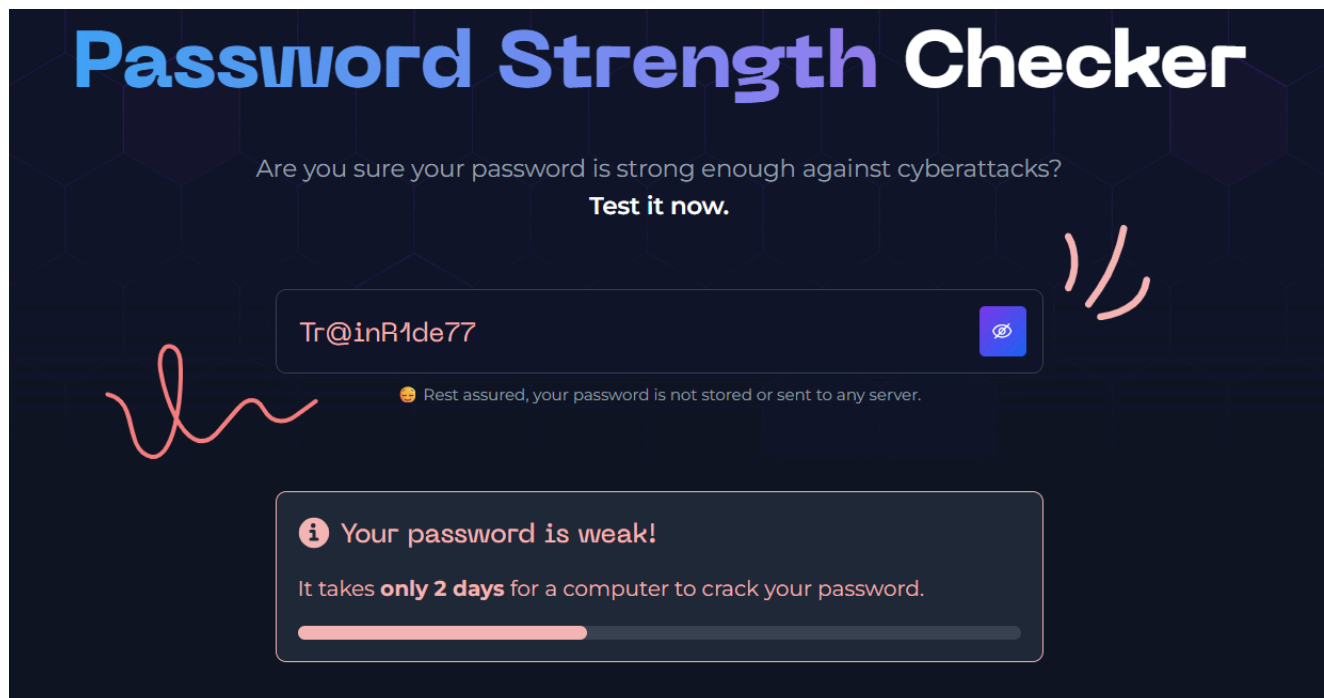 Password Strength Checker
Are you sure your password is strong enough against cyberattacks?
Test it now.
Tr@inR1de77
😌 Rest assured, your password is not stored or sent to any server.
Your password is weak!
It takes only 2 days for a computer to crack your password.